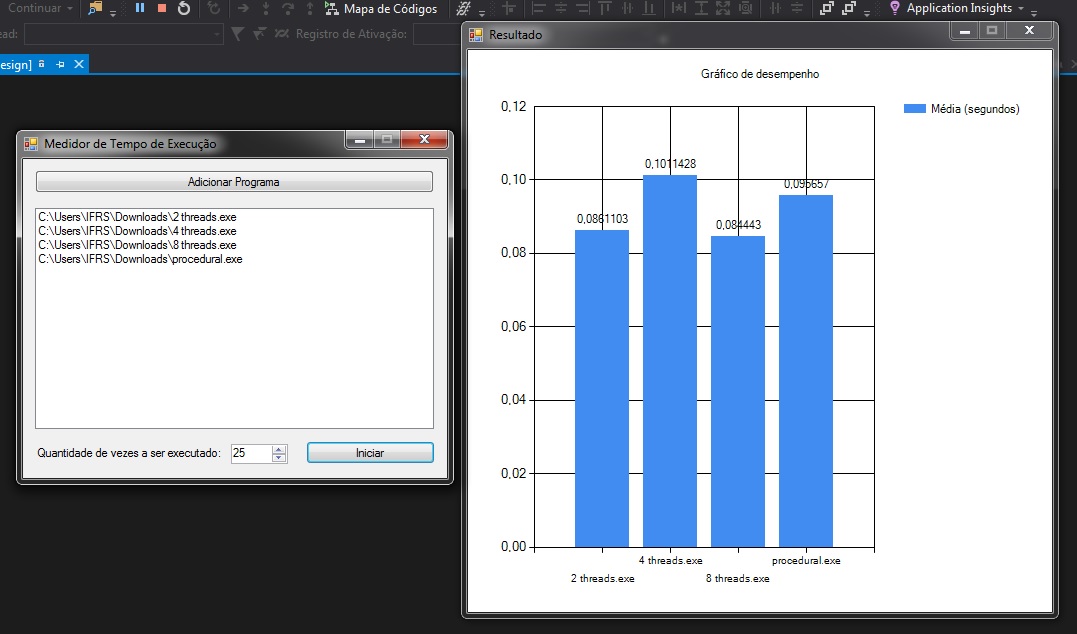 Continuar
Mapa de Códigos
Application Insights
ead:
Registro de Ativação:
esign]
Medidor de Tempo de Execução
Adicionar Programa
C:\Users\IFRS\Downloads\2 threads.exe
C:\Users\IFRS\Downloads\4 threads.exe
C:\Users\IFRS\Downloads\8 threads.exe
C:\Users\IFRS\Downloads\procedural.exe
Quantidade de vezes a ser executado:
25
Iniciar
Resultado
Gráfico de desempenho
Média (segundos)
0,12
0,10
0,08
0,06
0,04
0,02
0,00
0,0861103
0,1011428
0,084443
0,095657
2 threads.exe
4 threads.exe
8 threads.exe
procedural.exe